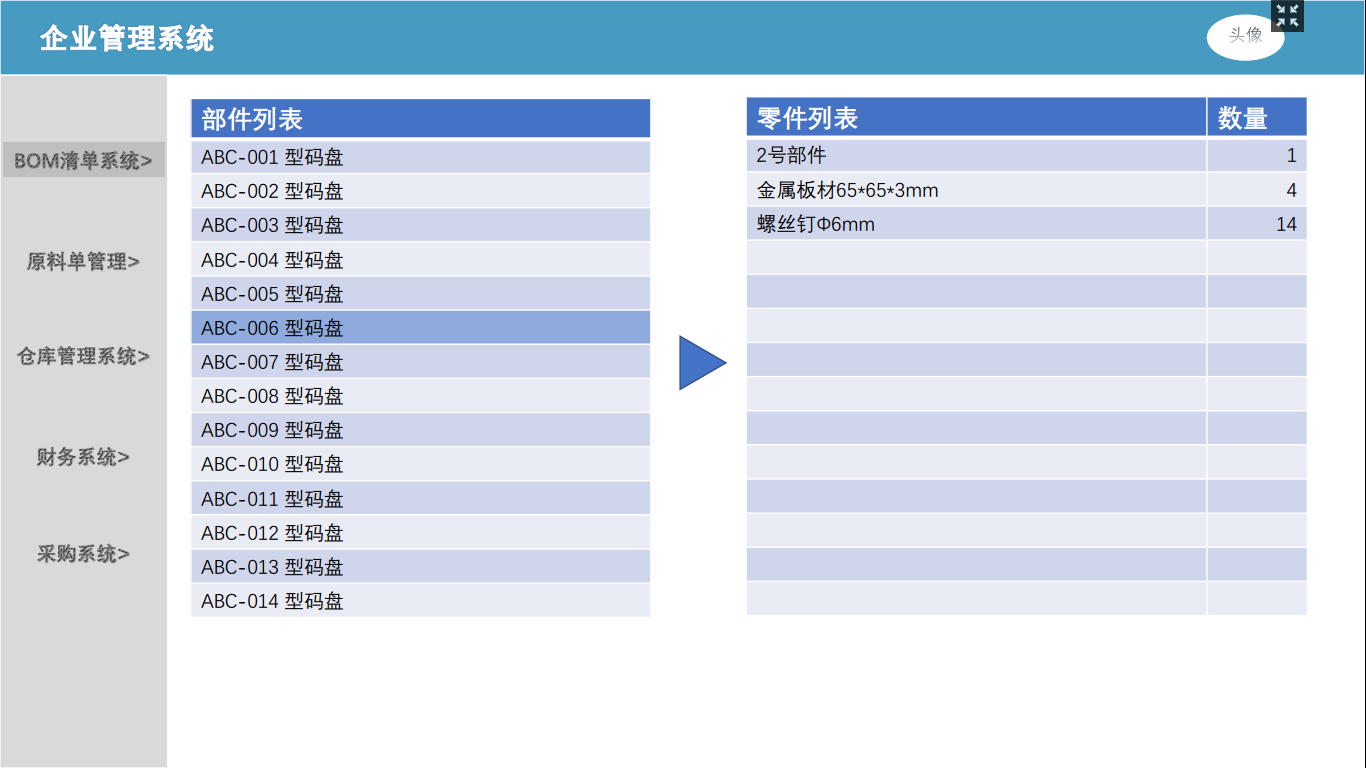 企业管理系统
头像
BOM清单系统>
原料单管理>
仓库管理系统>
财务系统>
采购系统>
部件列表
ABC-001 型码盘
ABC-002 型码盘
ABC-003 型码盘
ABC-004 型码盘
ABC-005 型码盘
ABC-006 型码盘
ABC-007 型码盘
ABC-008 型码盘
ABC-009 型码盘
ABC-010 型码盘
ABC-011 型码盘
ABC-012 型码盘
ABC-013 型码盘
ABC-014 型码盘
零件列表 数量
2号部件 1
金属板材65*65*3mm 4
螺丝钉Φ6mm 14